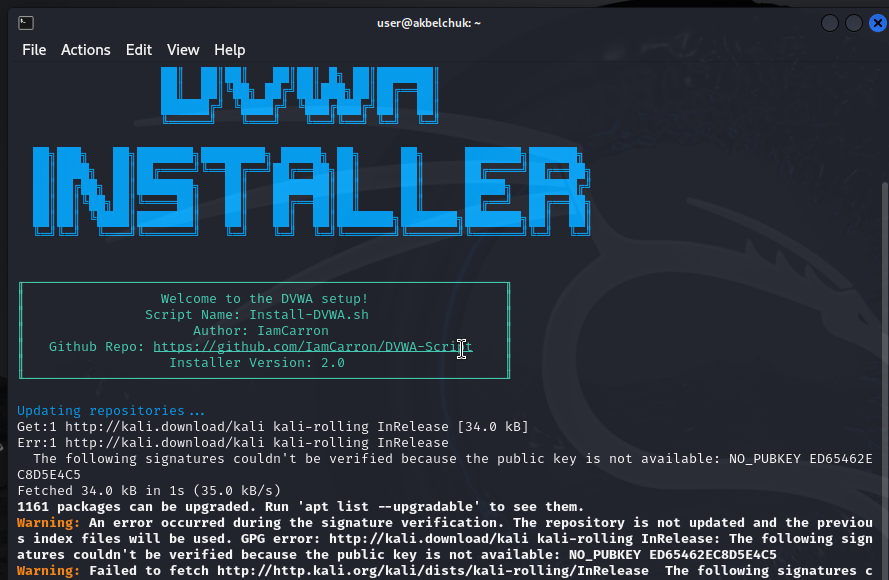 user@akbelchuk: ~
File Actions Edit View Help
DVWA
INSTALLER
Welcome to the DVWA setup!
Script Name: Install-DVWA.sh
Author: IamCarron
Github Repo: https://github.com/IamCarron/DVWA-Script
Installer Version: 2.0
Updating repositories...
Get:1 http://kali.download/kali kali-rolling InRelease [34.0 kB]
Err:1 http://kali.download/kali kali-rolling InRelease
The following signatures couldn't be verified because the public key is not available: NO_PUBKEY ED65462E
C8D5E4C5
Fetched 34.0 kB in 1s (35.0 kB/s)
1161 packages can be upgraded. Run 'apt list --upgradable' to see them.
Warning: An error occurred during the signature verification. The repository is not updated and the previou
s index files will be used. GPG error: http://kali.download/kali kali-rolling InRelease: The following sign
atures couldn't be verified because the public key is not available: NO_PUBKEY ED65462EC8D5E4C5
Warning: Failed to fetch http://http.kali.org/kali/dists/kali-rolling/InRelease The following signatures c